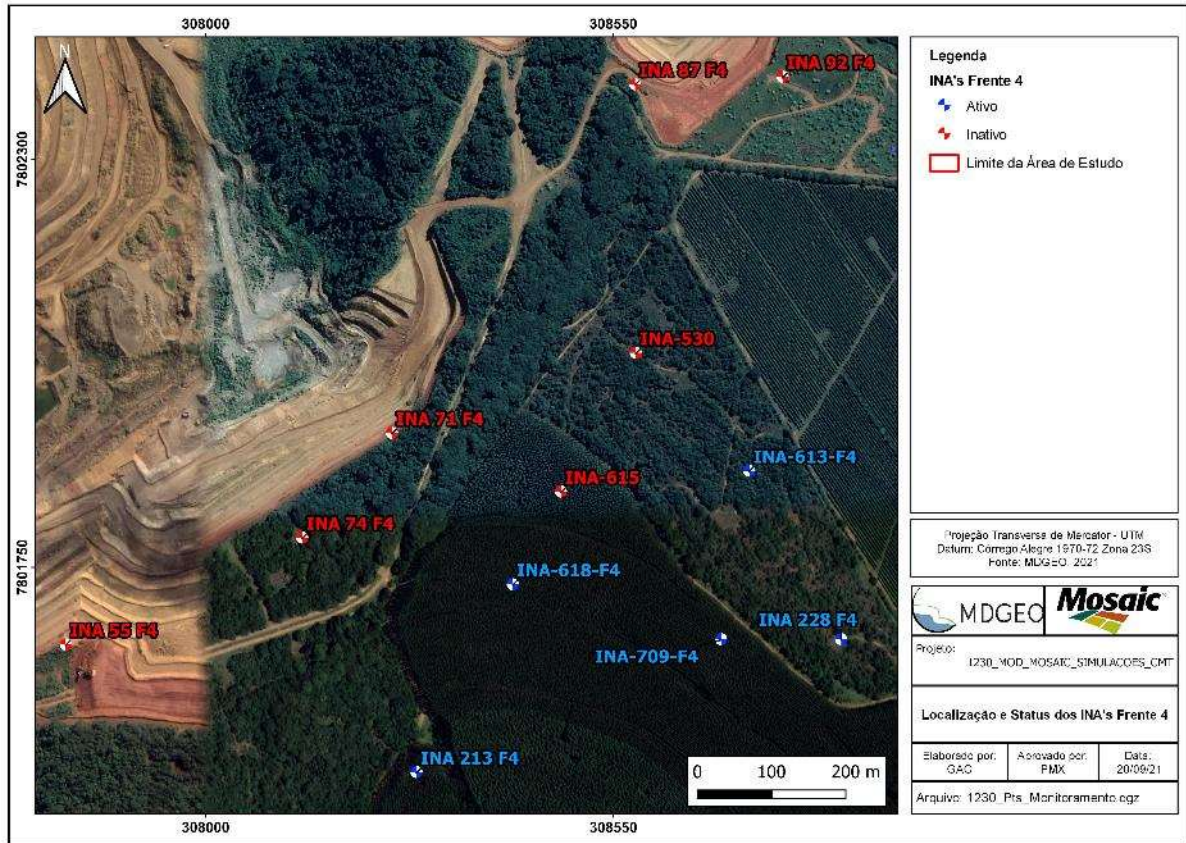 308000
308550
N
7802300
7801750
INA 87 F4
INA 92 F4
INA-530
INA 71 F4
INA-613-F4
INA-615
INA 74 F4
INA-618-F4
INA 55 F4
INA 228 F4
INA-709-F4
INA 213 F4
0 100 200 m
308000
308550
Legenda
INA's Frente 4
Ativo
Inativo
Limite da Área de Estudo
Projeção Transversa de Mercator - UTM
Datum: Córrego Alegre 1970-72 Zona 23S
Fonte: MDGEO, 2021
MDGEO
Mosaic
Projeto:
1230_MOD_MOSAIC_SIMULACOES_CMT
Localização e Status dos INA's Frente 4
Elaborado por: Aprovado por: Data:
GAC PMX 20/09/21
Arquivo: 1230_Pts_Monitoramento.qgz